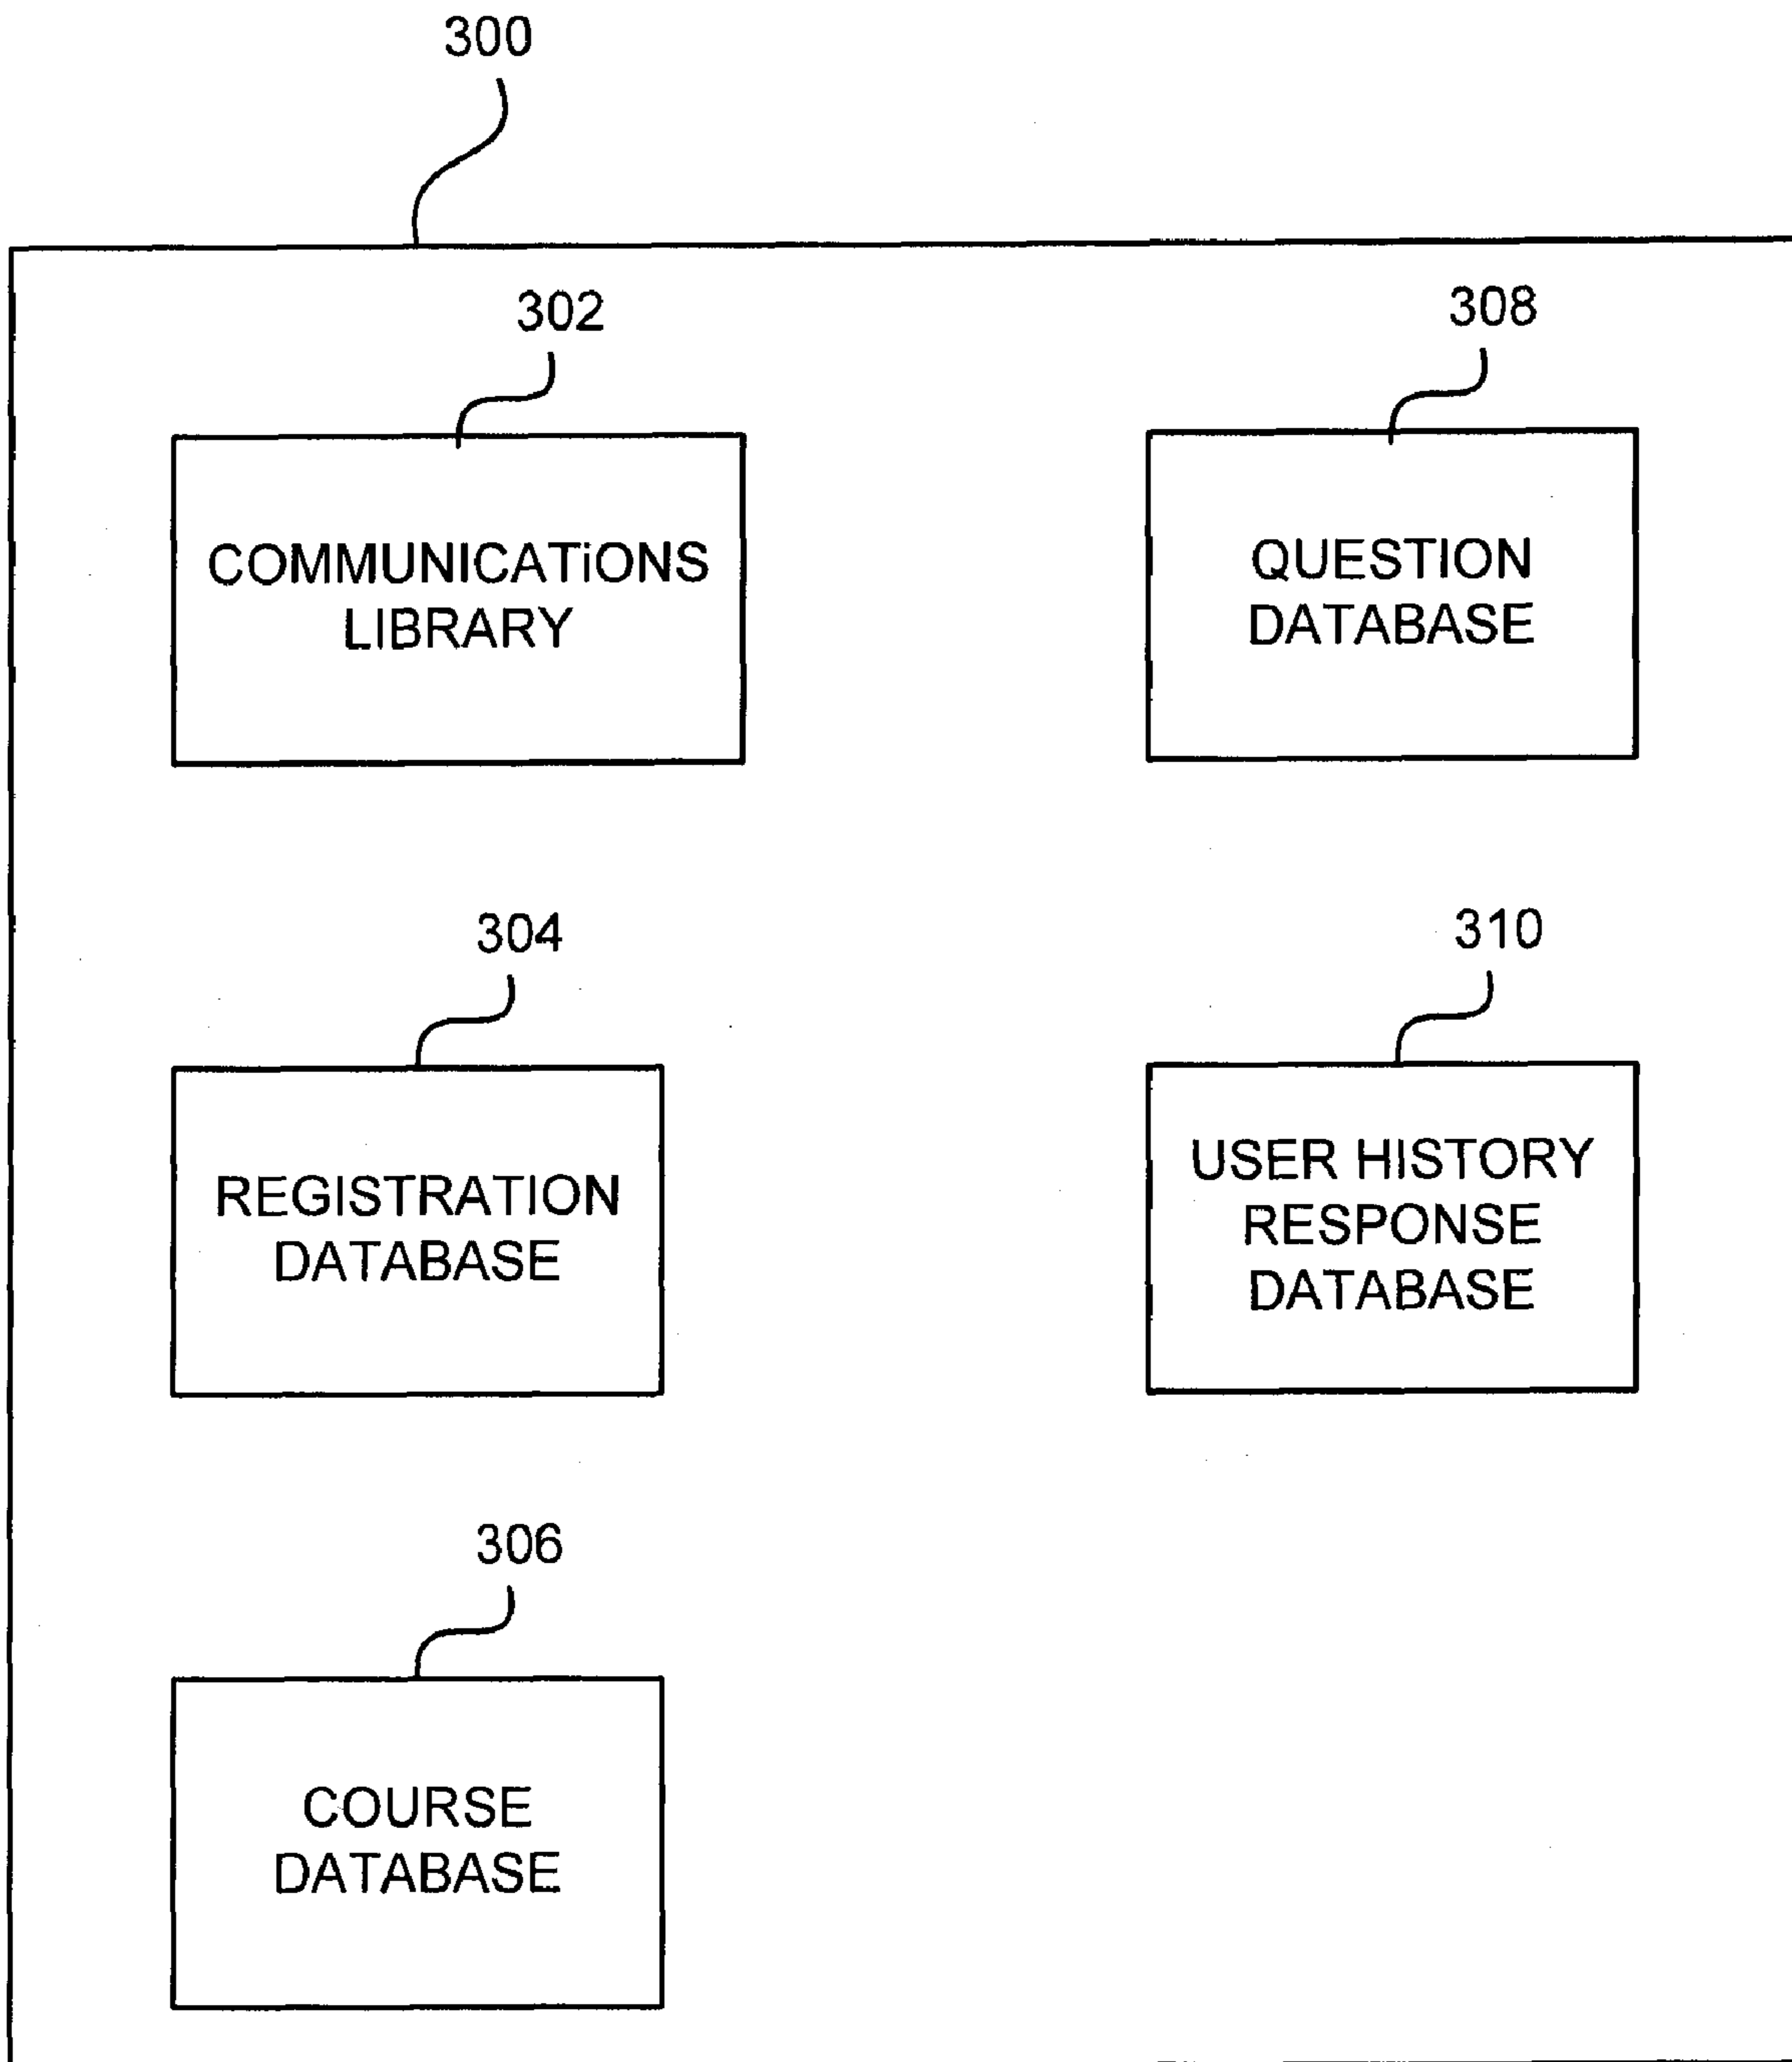 300
302
COMMUNICATiONS
LIBRARY
308
QUESTION
DATABASE
304
REGISTRATION
DATABASE
310
USER HISTORY
RESPONSE
DATABASE
306
COURSE
DATABASE